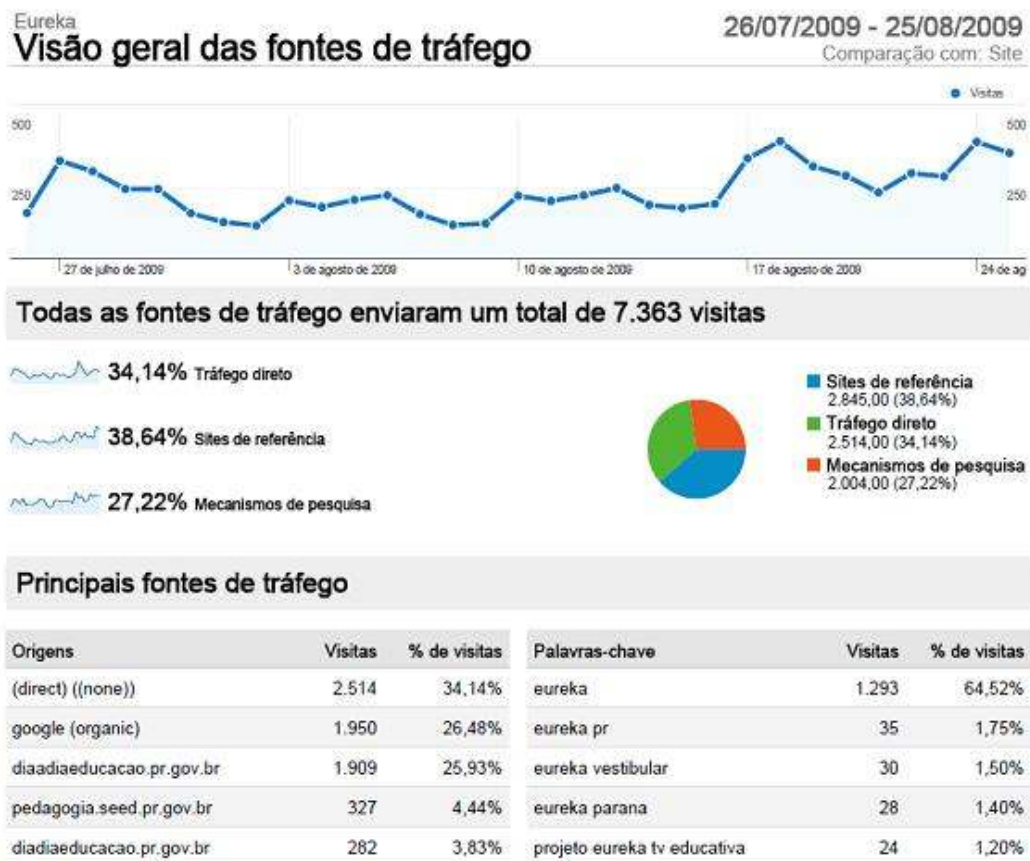 Eureka
Visão geral das fontes de tráfego
26/07/2009 - 25/08/2009
Comparação com: Site
Visitas
500
500
250
250
27 de julho de 2009
3 de agosto de 2009
10 de agosto de 2009
17 de agosto de 2009
24 de ag
Todas as fontes de tráfego enviaram um total de 7.363 visitas
34,14% Tráfego direto
38,64% Sites de referência
27,22% Mecanismos de pesquisa
Sites de referência
2.845,00 (38,64%)
Tráfego direto
2.514,00 (34,14%)
Mecanismos de pesquisa
2.004,00 (27,22%)
Principais fontes de tráfego
Origens Visitas % de visitas
(direct) ((none)) 2.514 34,14%
google (organic) 1.950 26,48%
diaadiaeducacao.pr.gov.br 1.909 25,93%
pedagogia.seed.pr.gov.br 327 4,44%
diadiaeducacao.pr.gov.br 282 3,83%
Palavras-chave Visitas % de visitas
eureka 1.293 64,52%
eureka pr 35 1,75%
eureka vestibular 30 1,50%
eureka parana 28 1,40%
projeto eureka tv educativa 24 1,20%